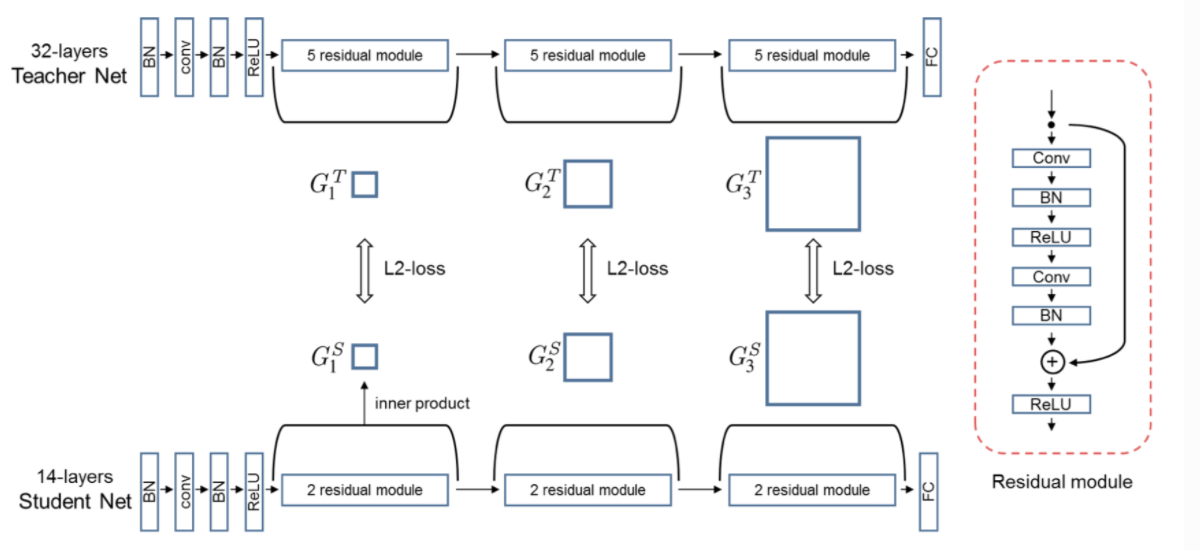 32-layers
Teacher Net
BN
conv
BN
ReLU
5 residual module
5 residual module
5 residual module
FC
G_1^T
G_2^T
G_3^T
L2-loss
L2-loss
L2-loss
G_1^S
G_2^S
G_3^S
inner product
14-layers
Student Net
BN
conv
BN
ReLU
2 residual module
2 residual module
2 residual module
FC
Conv
BN
ReLU
Conv
BN
+
ReLU
Residual module